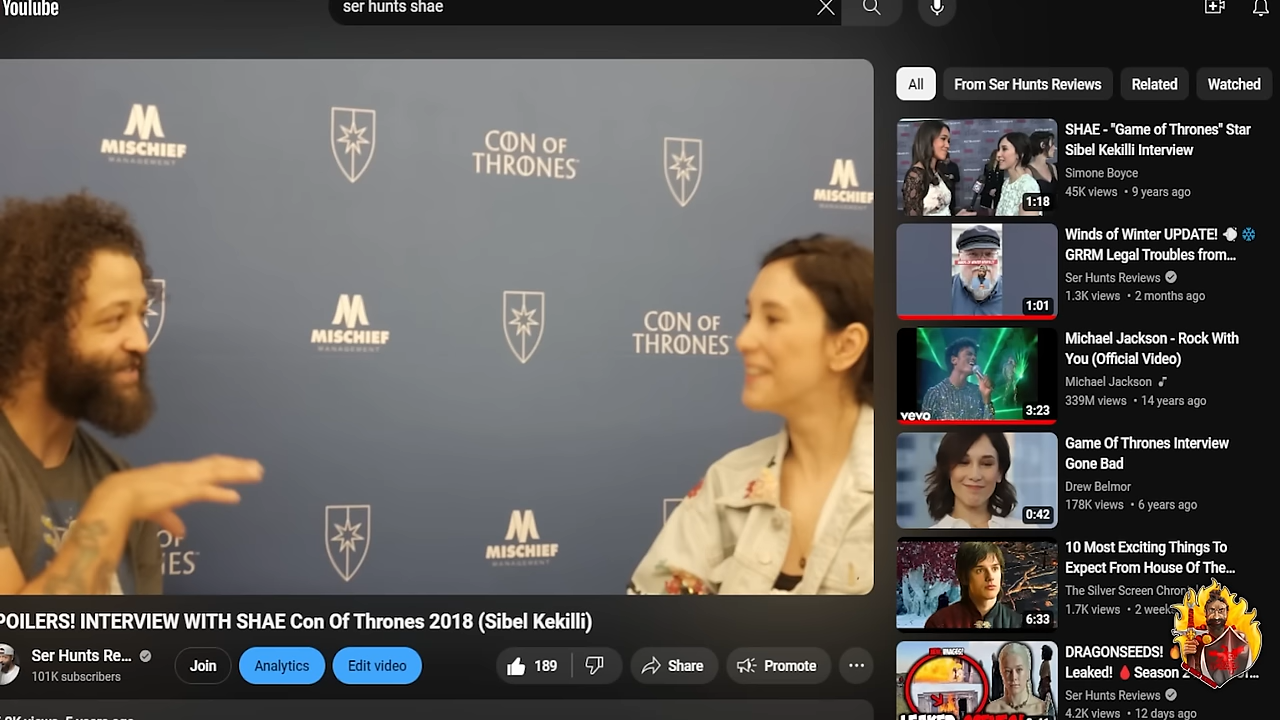 YouTube
ser hunts shae
All
From Ser Hunts Reviews
Related
Watched
MISCHIEF
MANAGEMENT
CON OF
THRONES
MISCHIEF
MISCHIEF
MANAGEMENT
CON OF
THRONES
MISCHIEF
MANAGEMENT
OF
ES
SHAE - "Game of Thrones" Star
Sibel Kekilli Interview
Simone Boyce
45K views • 9 years ago
1:18
Winds of Winter UPDATE!
GRRM Legal Troubles from...
Ser Hunts Reviews
1.3K views • 2 months ago
1:01
Michael Jackson - Rock With
You (Official Video)
Michael Jackson
339M views • 14 years ago
vevo
3:23
Game Of Thrones Interview
Gone Bad
Drew Belmor
178K views • 6 years ago
0:42
10 Most Exciting Things To
Expect From House Of The...
The Silver Screen Chron
1.7K views • 2 week
6:33
DRAGONSEEDS!
Leaked! Season 2
Ser Hunts Reviews
4.2K views • 12 days ago
POILERS! INTERVIEW WITH SHAE Con Of Thrones 2018 (Sibel Kekilli)
Ser Hunts Re...
101K subscribers
Join
Analytics
Edit video
189
Share
Promote